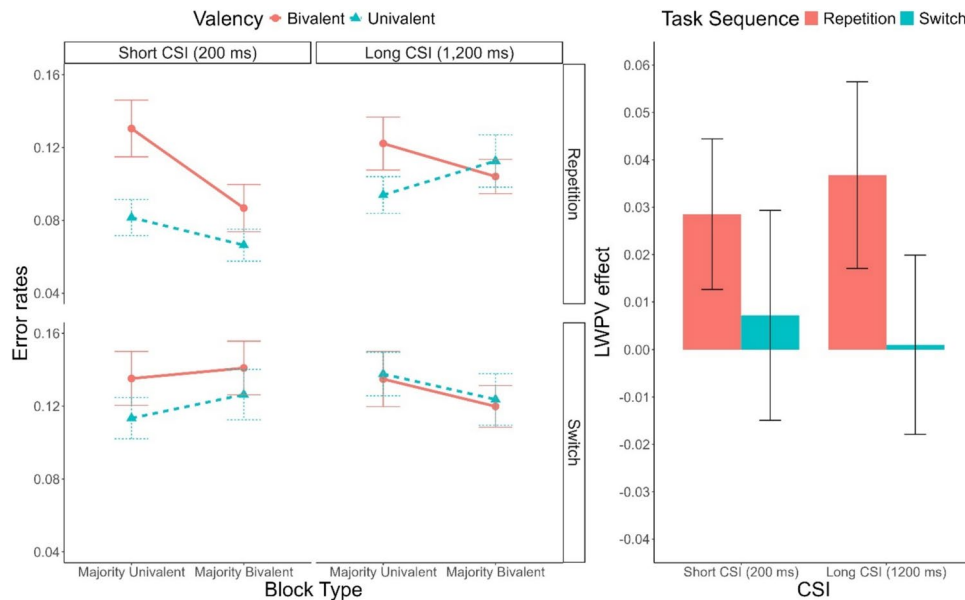 Valency Bivalent Univalent
Short CSI (200 ms) Long CSI (1,200 ms)
0.16
0.12
0.08
0.04
Repetition
0.16
0.12
0.08
0.04
Switch
Error rates
Majority Univalent Majority Bivalent Majority Univalent Majority Bivalent
Block Type
Task Sequence Repetition Switch
0.06
0.05
0.04
0.03
0.02
0.01
0.00
-0.01
-0.02
-0.03
-0.04
LWPV effect
Short CSI (200 ms) Long CSI (1200 ms)
CSI